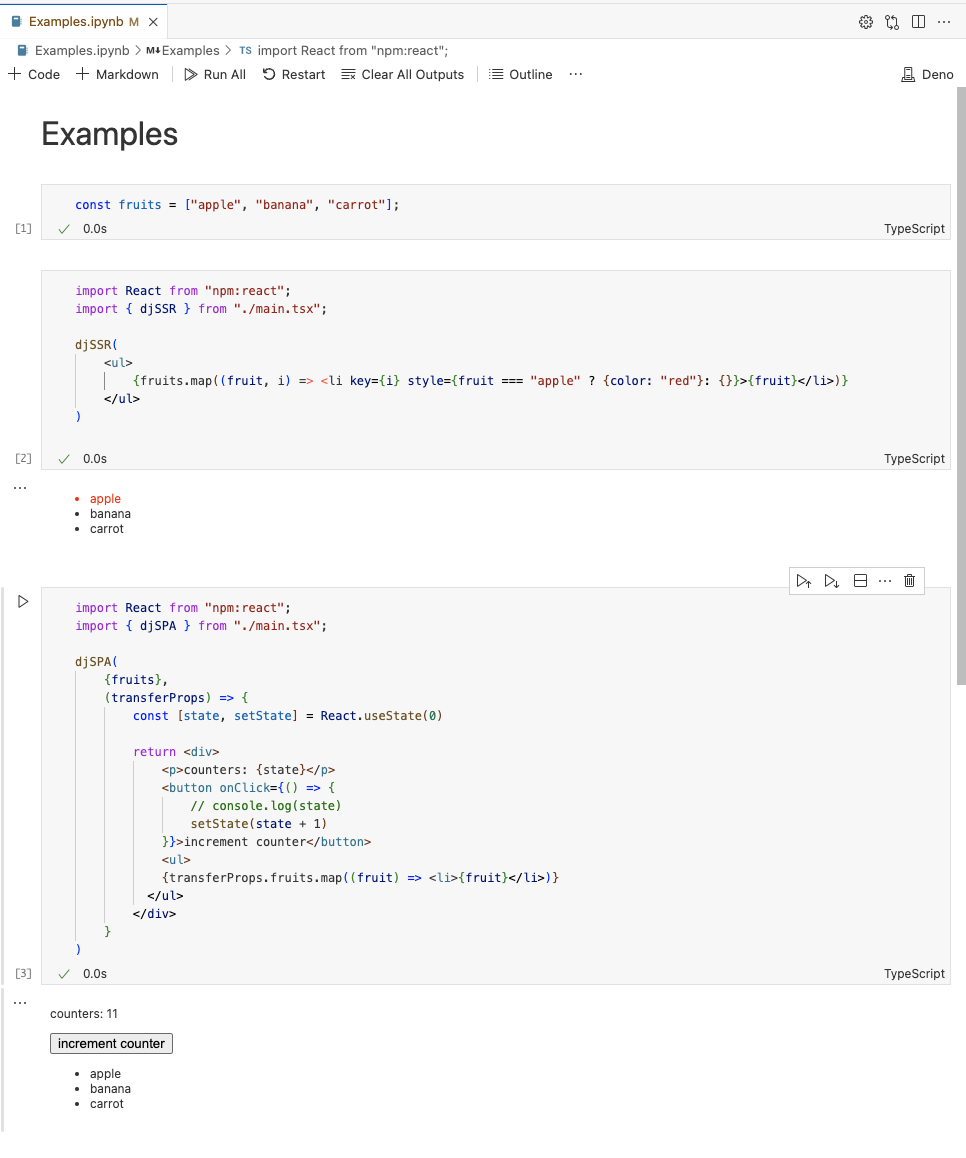 Examples.ipynb M
Examples.ipynb > M↓Examples > TS import React from "npm:react";
Code Markdown Run All Restart Clear All Outputs Outline ··· Deno
Examples
const fruits = ["apple", "banana", "carrot"];
[1] 0.0s TypeScript
import React from "npm:react";
import { djSSR } from "./main.tsx";
djSSR(
<ul>
{fruits.map((fruit, i) => <li key={i} style={fruit === "apple" ? {color: "red"}: {}}>{fruit}</li>)}
</ul>
)
[2] 0.0s TypeScript
...
• apple
• banana
• carrot
import React from "npm:react";
import { djSPA } from "./main.tsx";
djSPA(
{fruits},
(transferProps) => {
const [state, setState] = React.useState(0)
return <div>
<p>counters: {state}</p>
<button onClick={() => {
// console.log(state)
setState(state + 1)
}}>increment counter</button>
<ul>
{transferProps.fruits.map((fruit) => <li>{fruit}</li>)}
</ul>
</div>
}
)
[3] 0.0s TypeScript
...
counters: 11
increment counter
• apple
• banana
• carrot